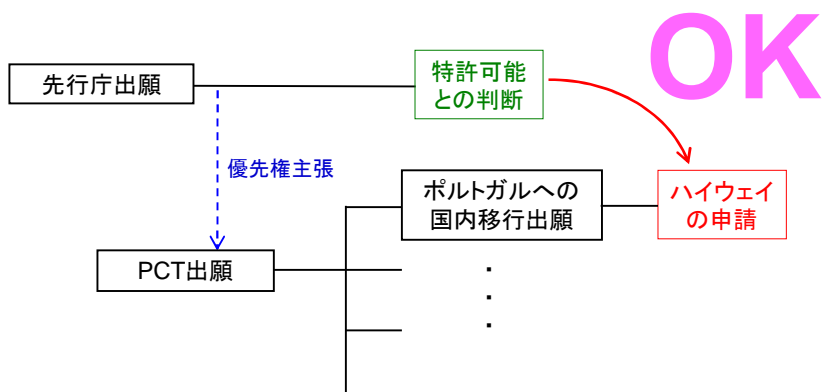 OK
先行庁出願
特許可能
との判断
優先権主張
ポルトガルへの
国内移行出願
ハイウェイ
の申請
PCT出願
・
・
・